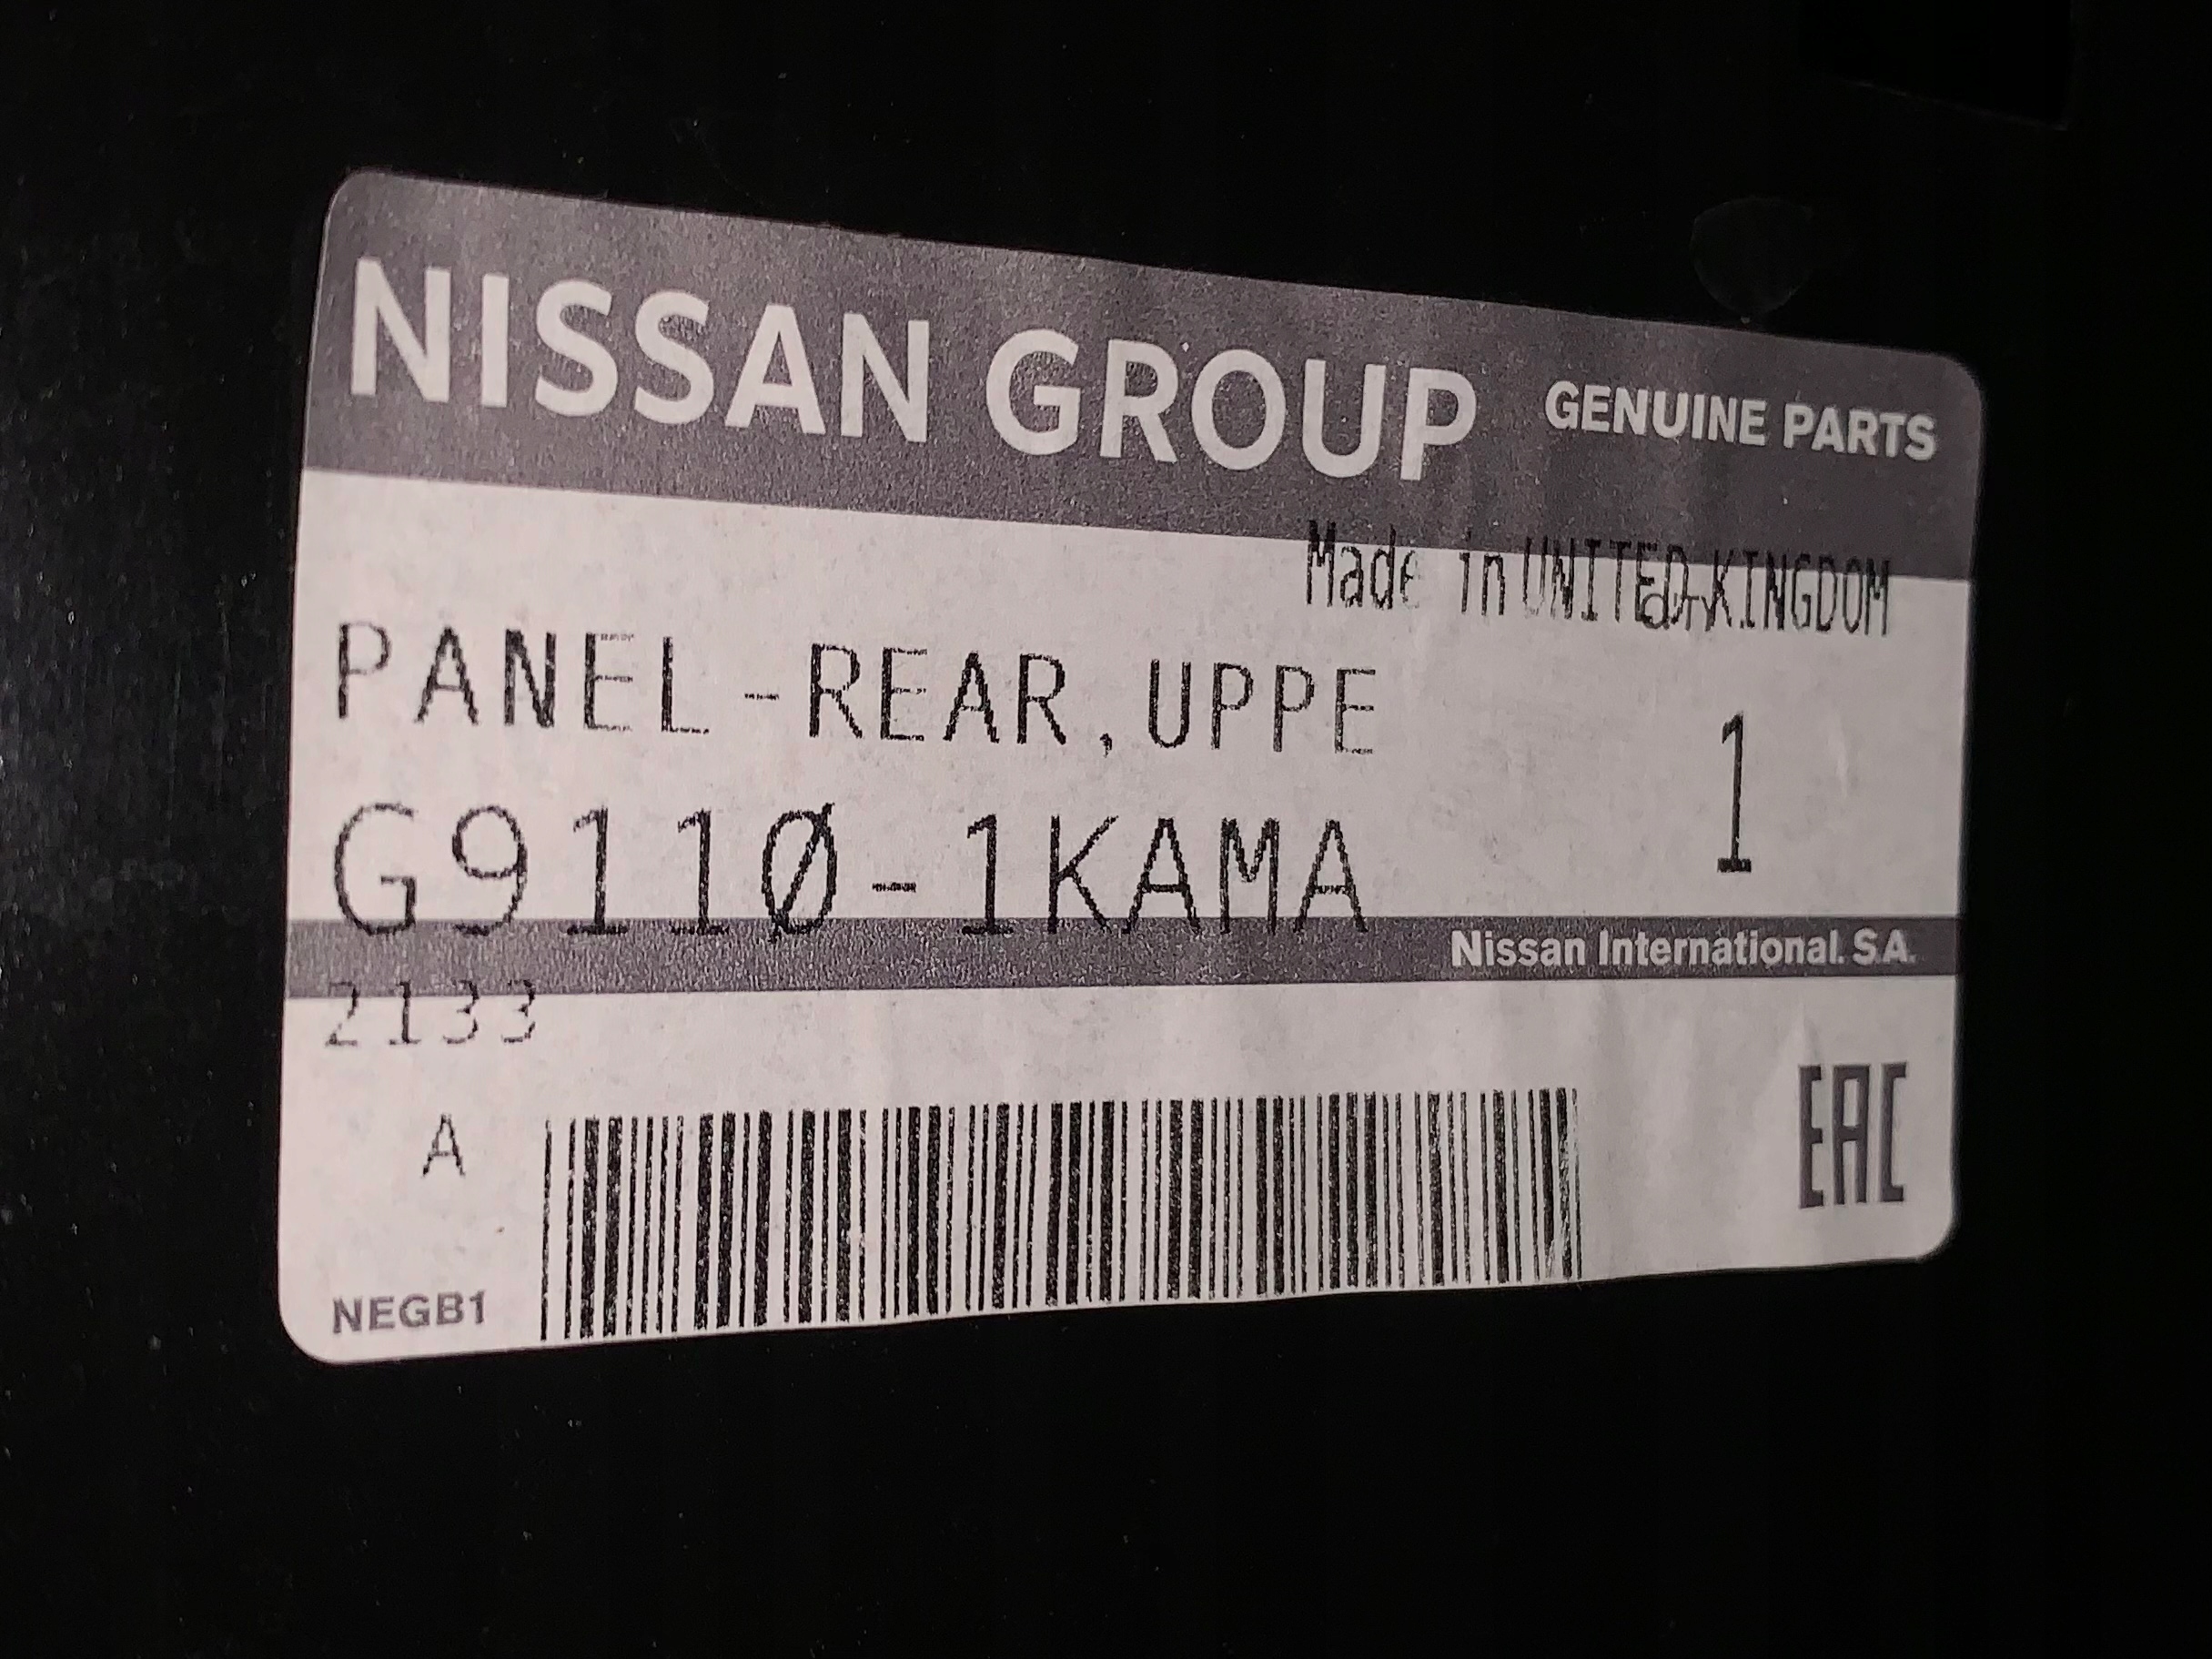 NISSAN GROUP GENUINE PARTS
Made in UNITED KINGDOM
PANEL-REAR,UPPE
1
G9110-1KAMA
Nissan International. S.A.
2133
A
EAC
NEGB1